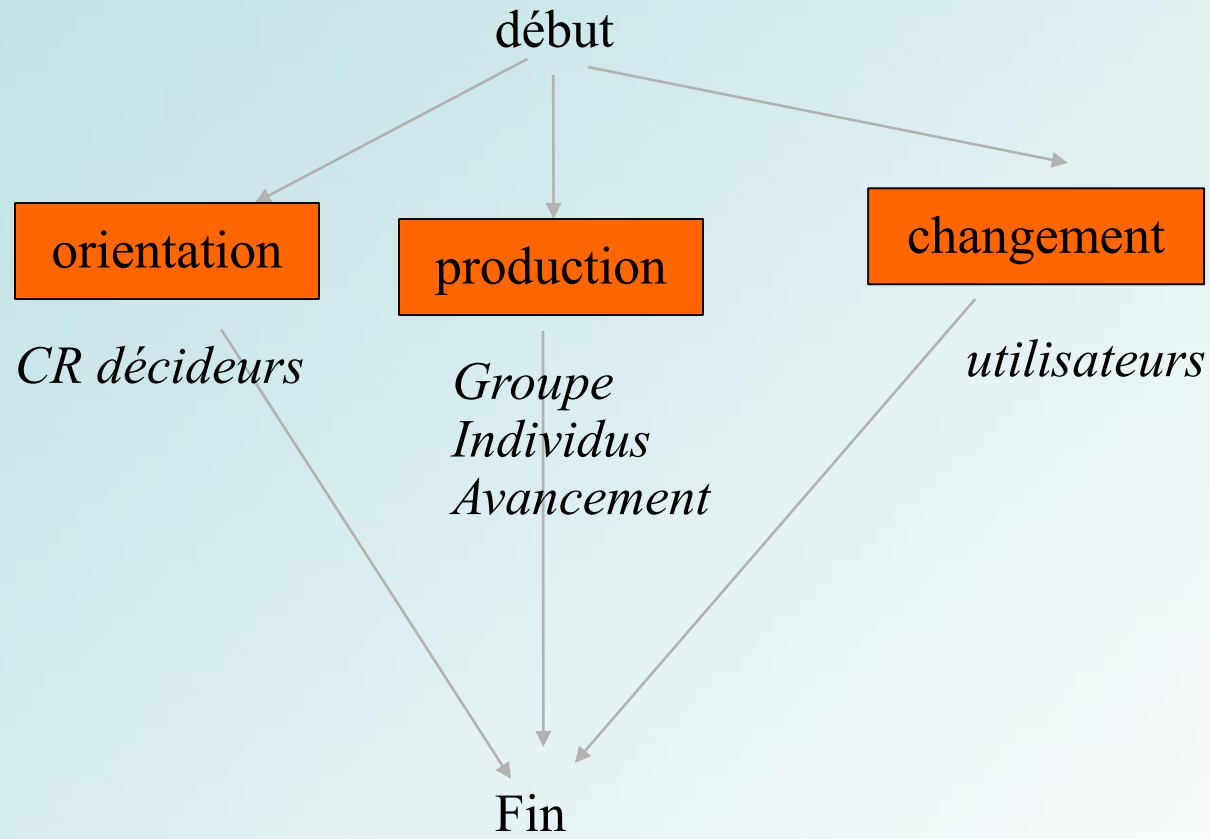 début
orientation
production
changement
CR décideurs
Groupe
Individus
Avancement
utilisateurs
Fin